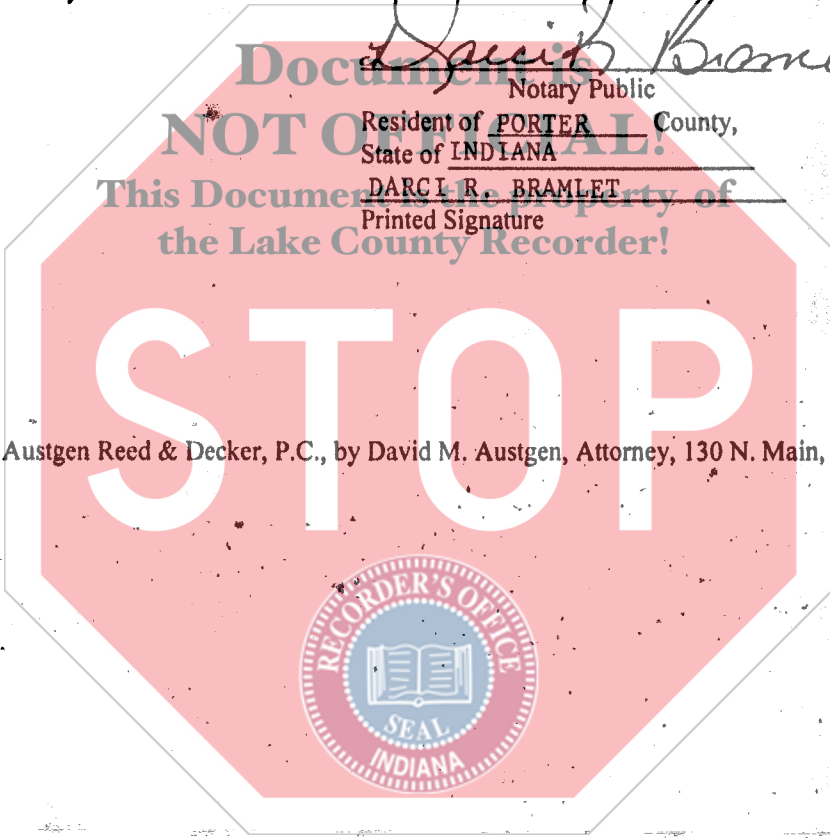 Darci R. Bramlet
Document is
Notary Public
NOT OFFICIAL!
Resident of PORTER County,
State of INDIANA
This Document is the property of
DARCI R. BRAMLET
Printed Signature
the Lake County Recorder!
STOP
Austgen Reed & Decker, P.C., by David M. Austgen, Attorney, 130 N. Main,
RECORDER'S OFFICE
SEAL
INDIANA